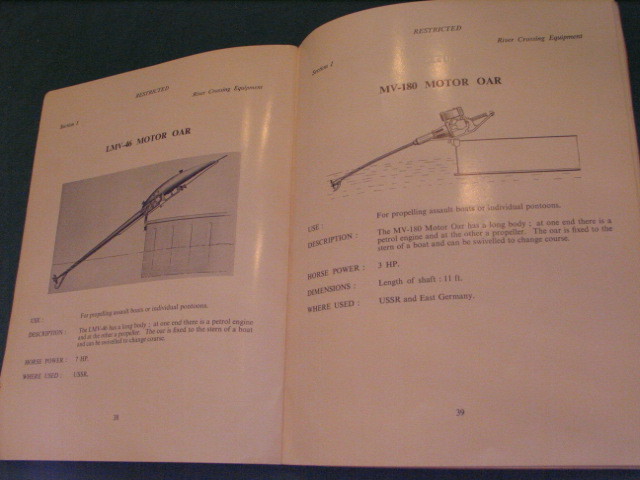 RESTRICTED
River Crossing Equipment
Section I
LMV-46 MOTOR OAR
USE :
For propelling assault boats or individual positions.
DESCRIPTION :
The LMV-46 has a long body ; at one end there is a petrol engine
and at the other a propeller. The oar is fixed to the stern of a boat
and can be swivelled to change course.
HORSE POWER :
? HP.
WHERE USED :
USSR.
38
RESTRICTED
River Crossing Equipment
Section I
MV-180 MOTOR OAR
USE :
For propelling assault boats or individual pontoons.
DESCRIPTION :
The MV-180 Motor Oar has a long body ; at one end there is a
petrol engine and at the other a propeller. The oar is fixed to the
stern of a boat and can be swivelled to change course.
HORSE POWER :
3 HP.
DIMENSIONS :
Length of shaft : 11 ft.
WHERE USED :
USSR and East Germany.
39